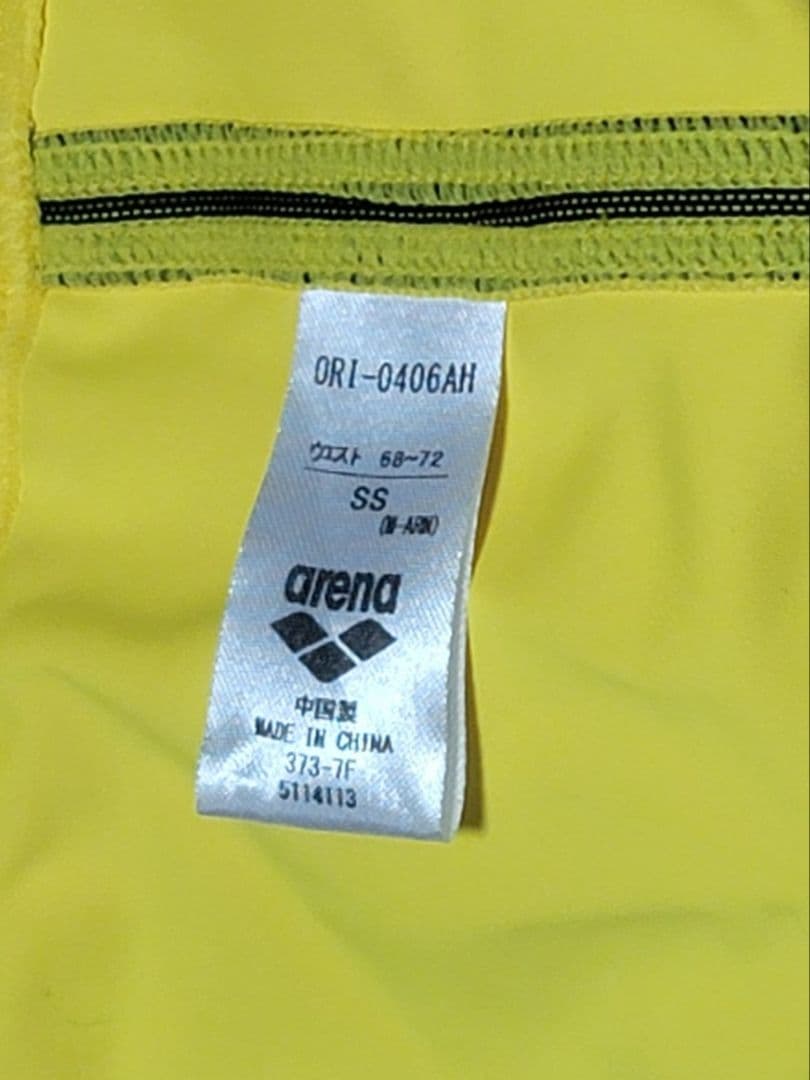 ORI-0406AH
ウエスト 68~72
SS
(M-ARN)
arena
中国製
MADE IN CHINA
373-7F
5114113